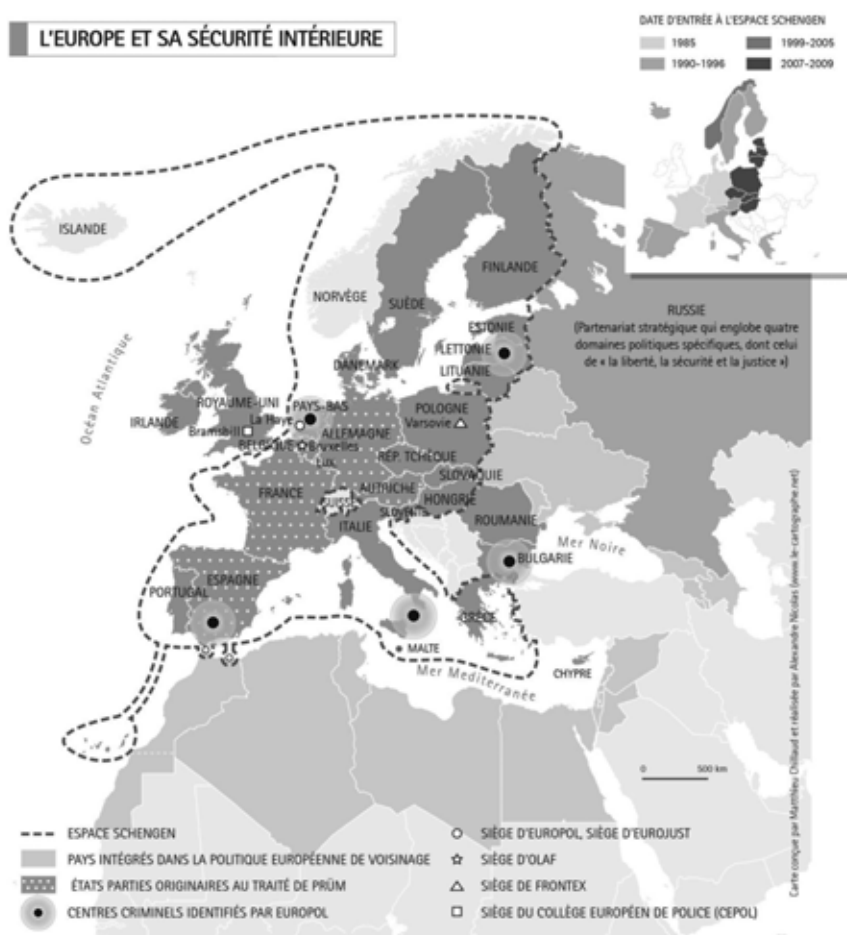 L'EUROPE ET SA SÉCURITÉ INTÉRIEURE
DATE D'ENTRÉE À L'ESPACE SCHENGEN
1985
1999-2005
1990-1996
2007-2009
ISLANDE
FINLANDE
NORVÈGE
SUÈDE
RUSSIE
(Partenariat stratégique qui englobe quatre
domaines politiques spécifiques, dont celui
de « la liberté, la sécurité et la justice »)
ESTONIE
LETTONIE
LITUANIE
DANEMARK
Océan Atlantique
ROYAUME-UNI
IRLANDE
PAYS-BAS
La Haye
Bramshill
BELGIQUE
Bruxelles
Lux.
ALLEMAGNE
POLOGNE
Varsovie
RÉP. TCHÈQUE
SLOVAQUIE
FRANCE
SUISSE
AUTRICHE
HONGRIE
SLOVÉNIE
ITALIE
ROUMANIE
BULGARIE
Mer Noire
PORTUGAL
ESPAGNE
GRÈCE
MALTE
CHYPRE
Mer Mediterranée
0 500 km
Carte conçue par Matthieu Chillaud et réalisée par Alexandre Nicolas (www.le-cartographe.net)
ESPACE SCHENGEN
PAYS INTÉGRÉS DANS LA POLITIQUE EUROPÉENNE DE VOISINAGE
ÉTATS PARTIES ORIGINAIRES AU TRAITÉ DE PRÜM
CENTRES CRIMINELS IDENTIFIÉS PAR EUROPOL
SIÈGE D'EUROPOL, SIÈGE D'EUROJUST
SIÈGE D'OLAF
SIÈGE DE FRONTEX
SIÈGE DU COLLÈGE EUROPÉEN DE POLICE (CEPOL)